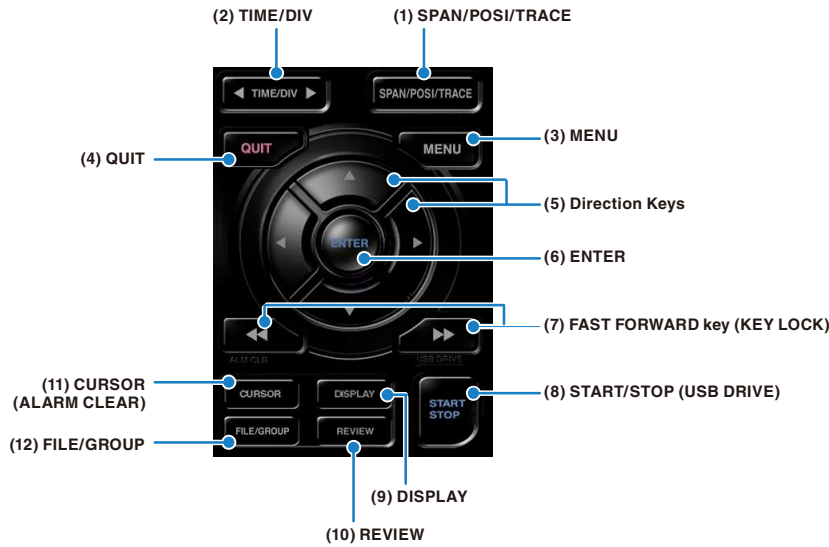 (2) TIME/DIV
(1) SPAN/POSI/TRACE
TIME/DIV
SPAN/POSI/TRACE
QUIT
MENU
(3) MENU
(4) QUIT
(5) Direction Keys
ENTER
(6) ENTER
(7) FAST FORWARD key (KEY LOCK)
ALM CLR
USB DRIVE
(11) CURSOR
(ALARM CLEAR)
CURSOR
DISPLAY
START
STOP
(8) START/STOP (USB DRIVE)
(12) FILE/GROUP
FILE/GROUP
REVIEW
(9) DISPLAY
(10) REVIEW